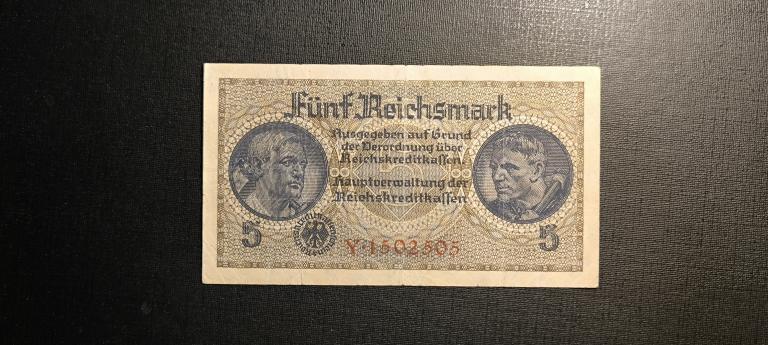 Fünf Reichsmark
Ausgegeben auf Grund
der Verordnung über
Reichskreditkassen.
Hauptverwaltung der
Reichskreditkassen
5
5
Y·1502505